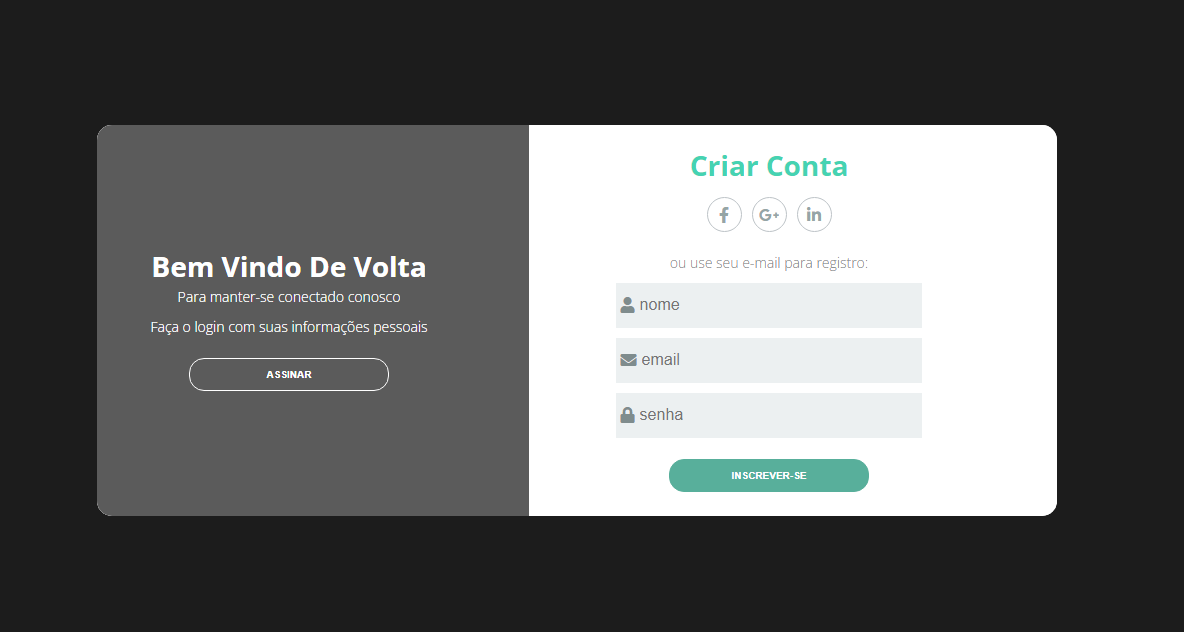 Bem Vindo De Volta
Para manter-se conectado conosco
Faça o login com suas informações pessoais
ASSINAR
Criar Conta
f G+ in
ou use seu e-mail para registro:
nome
email
senha
INSCREVER-SE